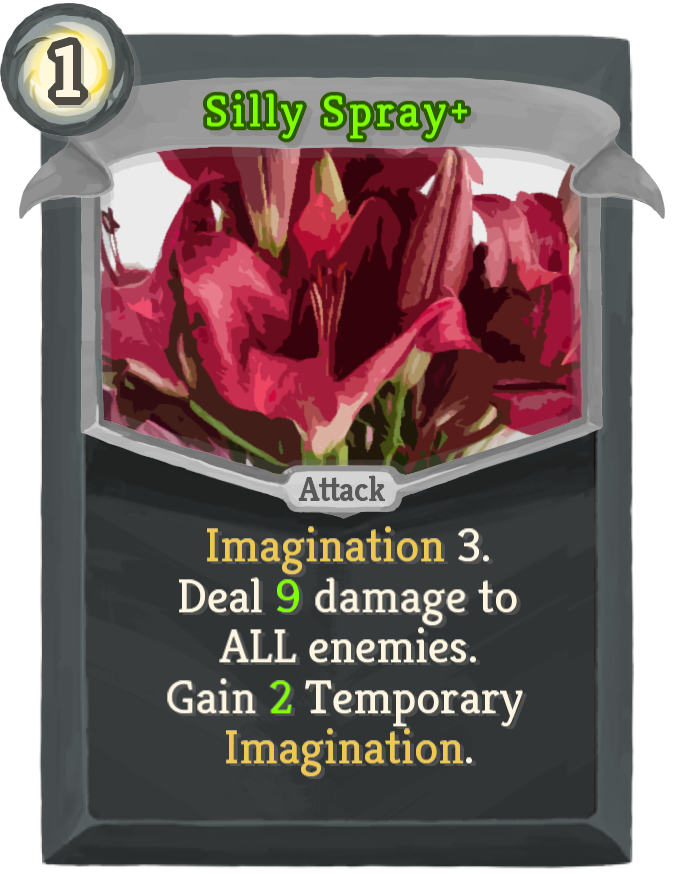 1
Silly Spray+
Attack
Imagination 3.
Deal 9 damage to
ALL enemies.
Gain 2 Temporary
Imagination.